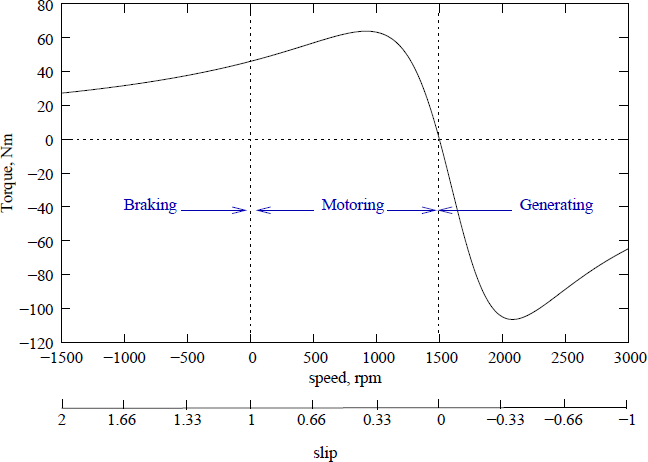 80
60
40
20
0
−20
−40
−60
−80
−100
−120
Torque, Nm
Braking Motoring Generating
−1500 −1000 −500 0 500 1000 1500 2000 2500 3000
speed, rpm
2 1.66 1.33 1 0.66 0.33 0 −0.33 −0.66 −1
slip